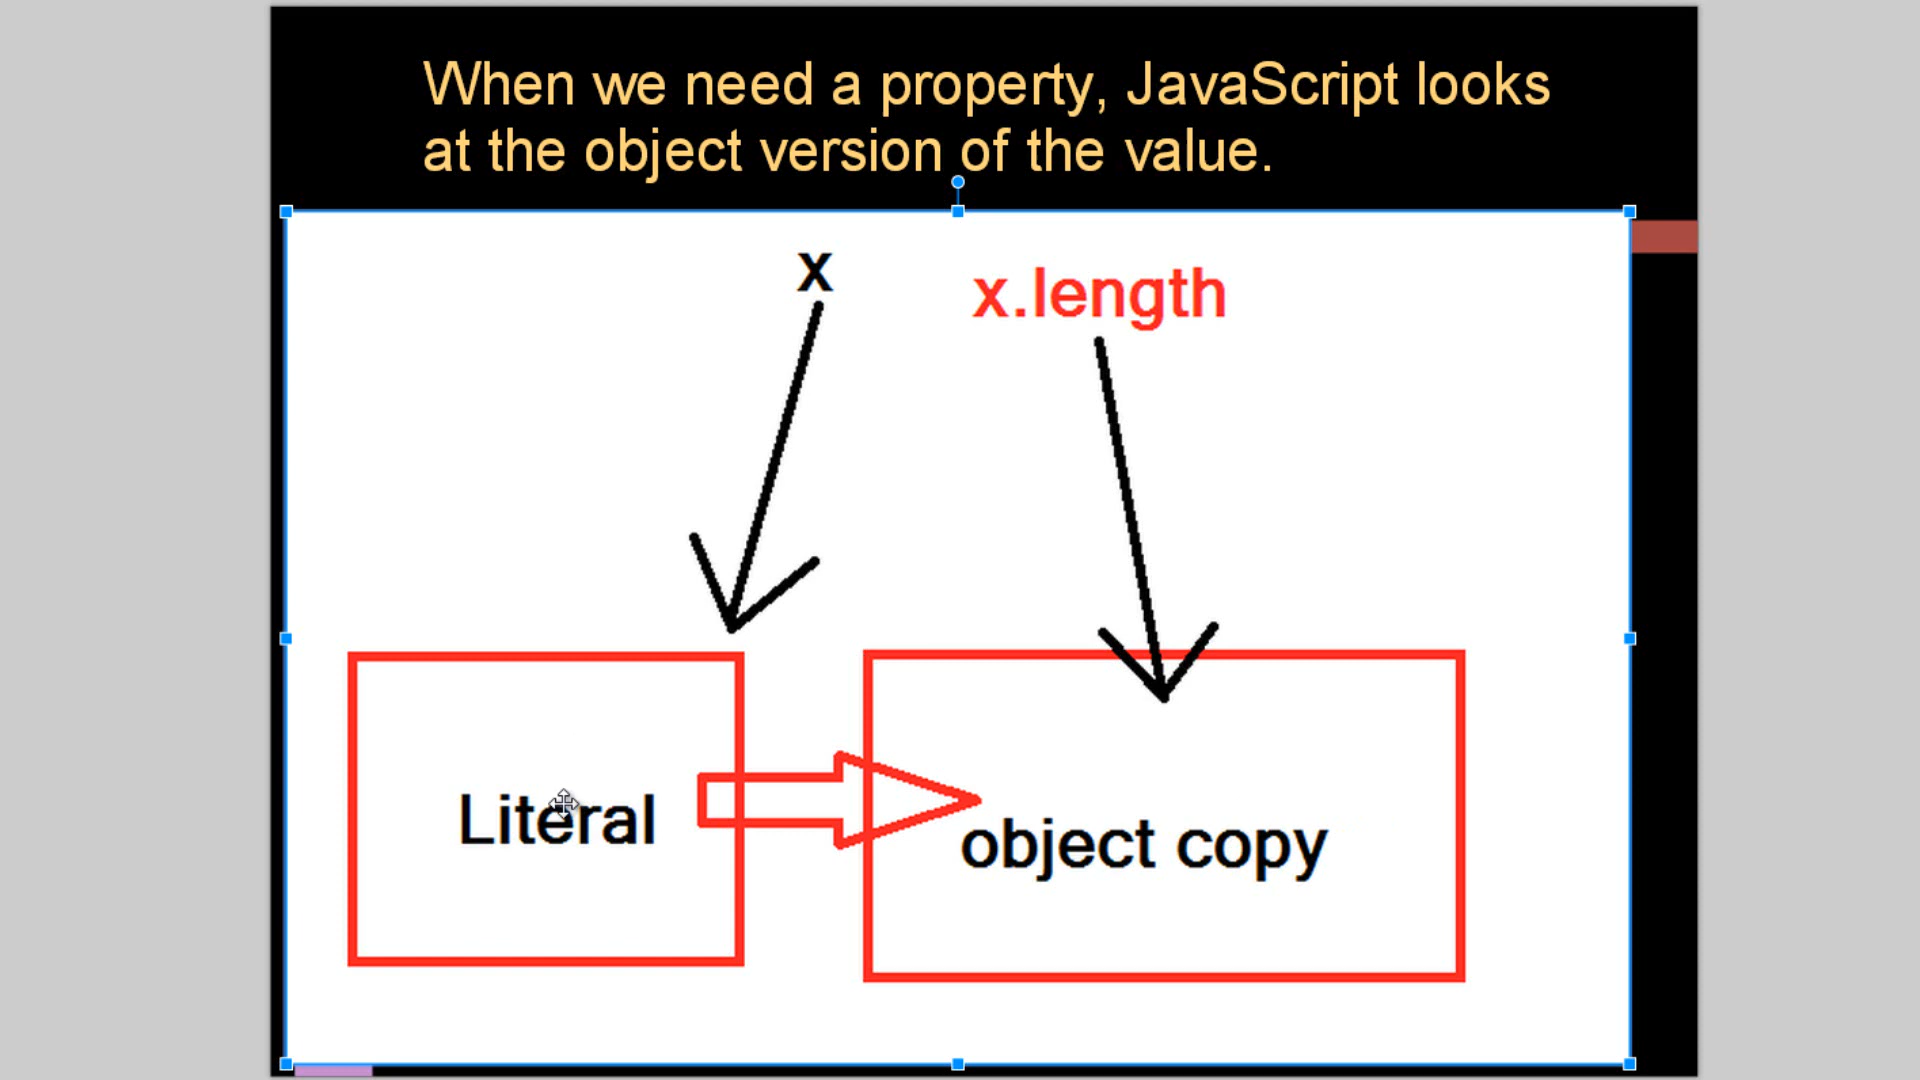 When we need a property, JavaScript looks
at the object version of the value.
x
x.length
Literal
object copy